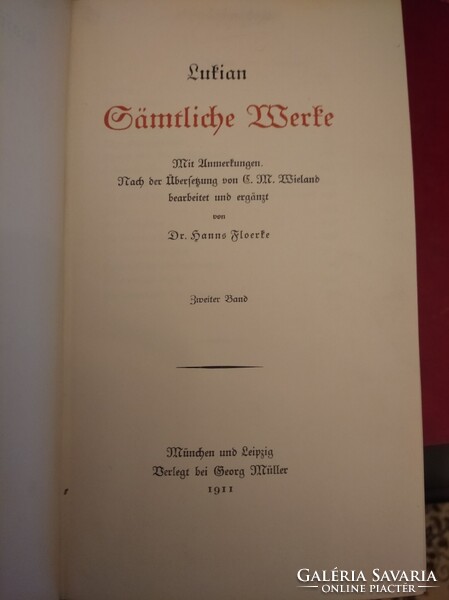 Lukian
Sämtliche Werke
Mit Anmerkungen.
Nach der Übersetzung von C. M. Wieland
bearbeitet und ergänzt
von
Dr. Hanns Floerke
Zweiter Band
München und Leipzig
Verlegt bei Georg Müller
1911
GALÉRIA SAVARIA
ONLINE PIACTÉR